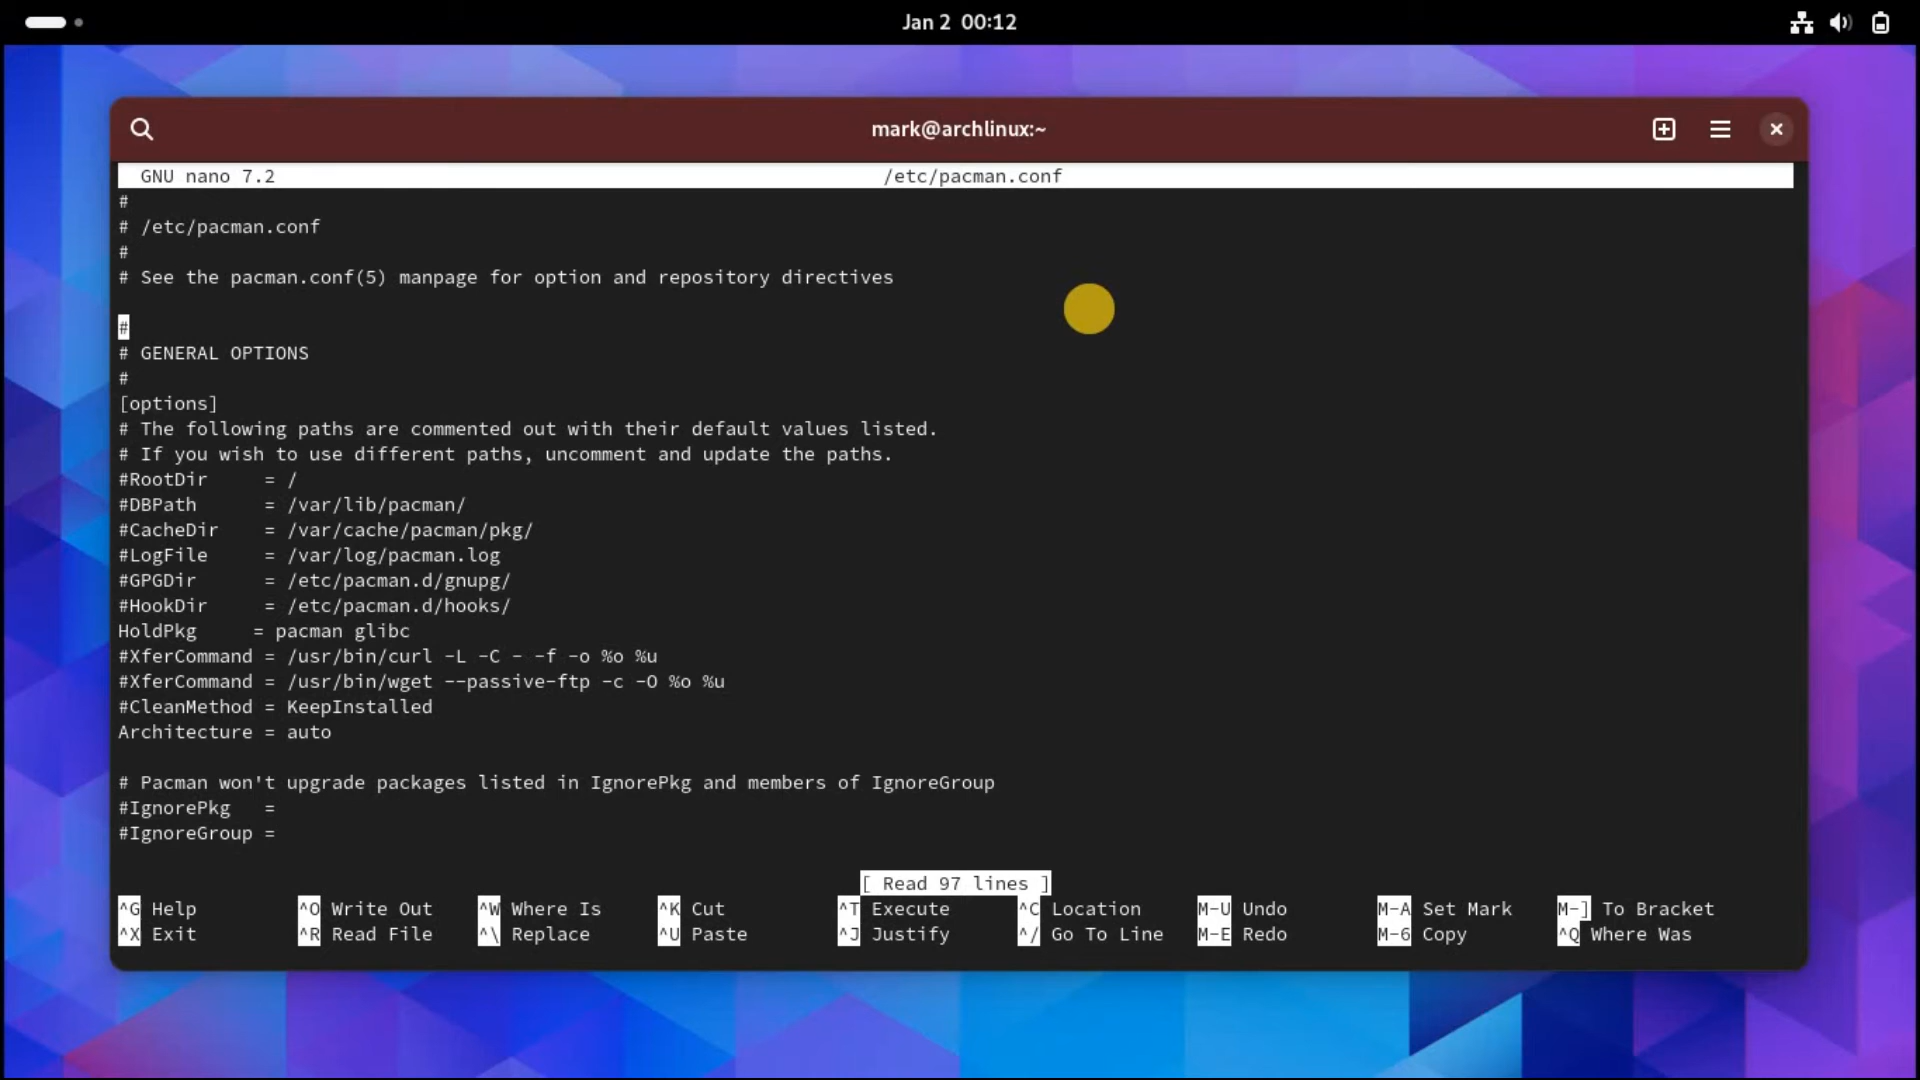 Jan 2 00:12
mark@archlinux:~
GNU nano 7.2 /etc/pacman.conf
#
# /etc/pacman.conf
#
# See the pacman.conf(5) manpage for option and repository directives
#
# GENERAL OPTIONS
#
[options]
# The following paths are commented out with their default values listed.
# If you wish to use different paths, uncomment and update the paths.
#RootDir     = /
#DBPath      = /var/lib/pacman/
#CacheDir    = /var/cache/pacman/pkg/
#LogFile     = /var/log/pacman.log
#GPGDir      = /etc/pacman.d/gnupg/
#HookDir     = /etc/pacman.d/hooks/
HoldPkg     = pacman glibc
#XferCommand = /usr/bin/curl -L -C - -f -o %o %u
#XferCommand = /usr/bin/wget --passive-ftp -c -O %o %u
#CleanMethod = KeepInstalled
Architecture = auto
# Pacman won't upgrade packages listed in IgnorePkg and members of IgnoreGroup
#IgnorePkg   =
#IgnoreGroup =
[ Read 97 lines ]
^G Help ^O Write Out ^W Where Is ^K Cut ^T Execute ^C Location M-U Undo M-A Set Mark M-] To Bracket
^X Exit ^R Read File ^\ Replace ^U Paste ^J Justify ^/ Go To Line M-E Redo M-6 Copy ^Q Where Was